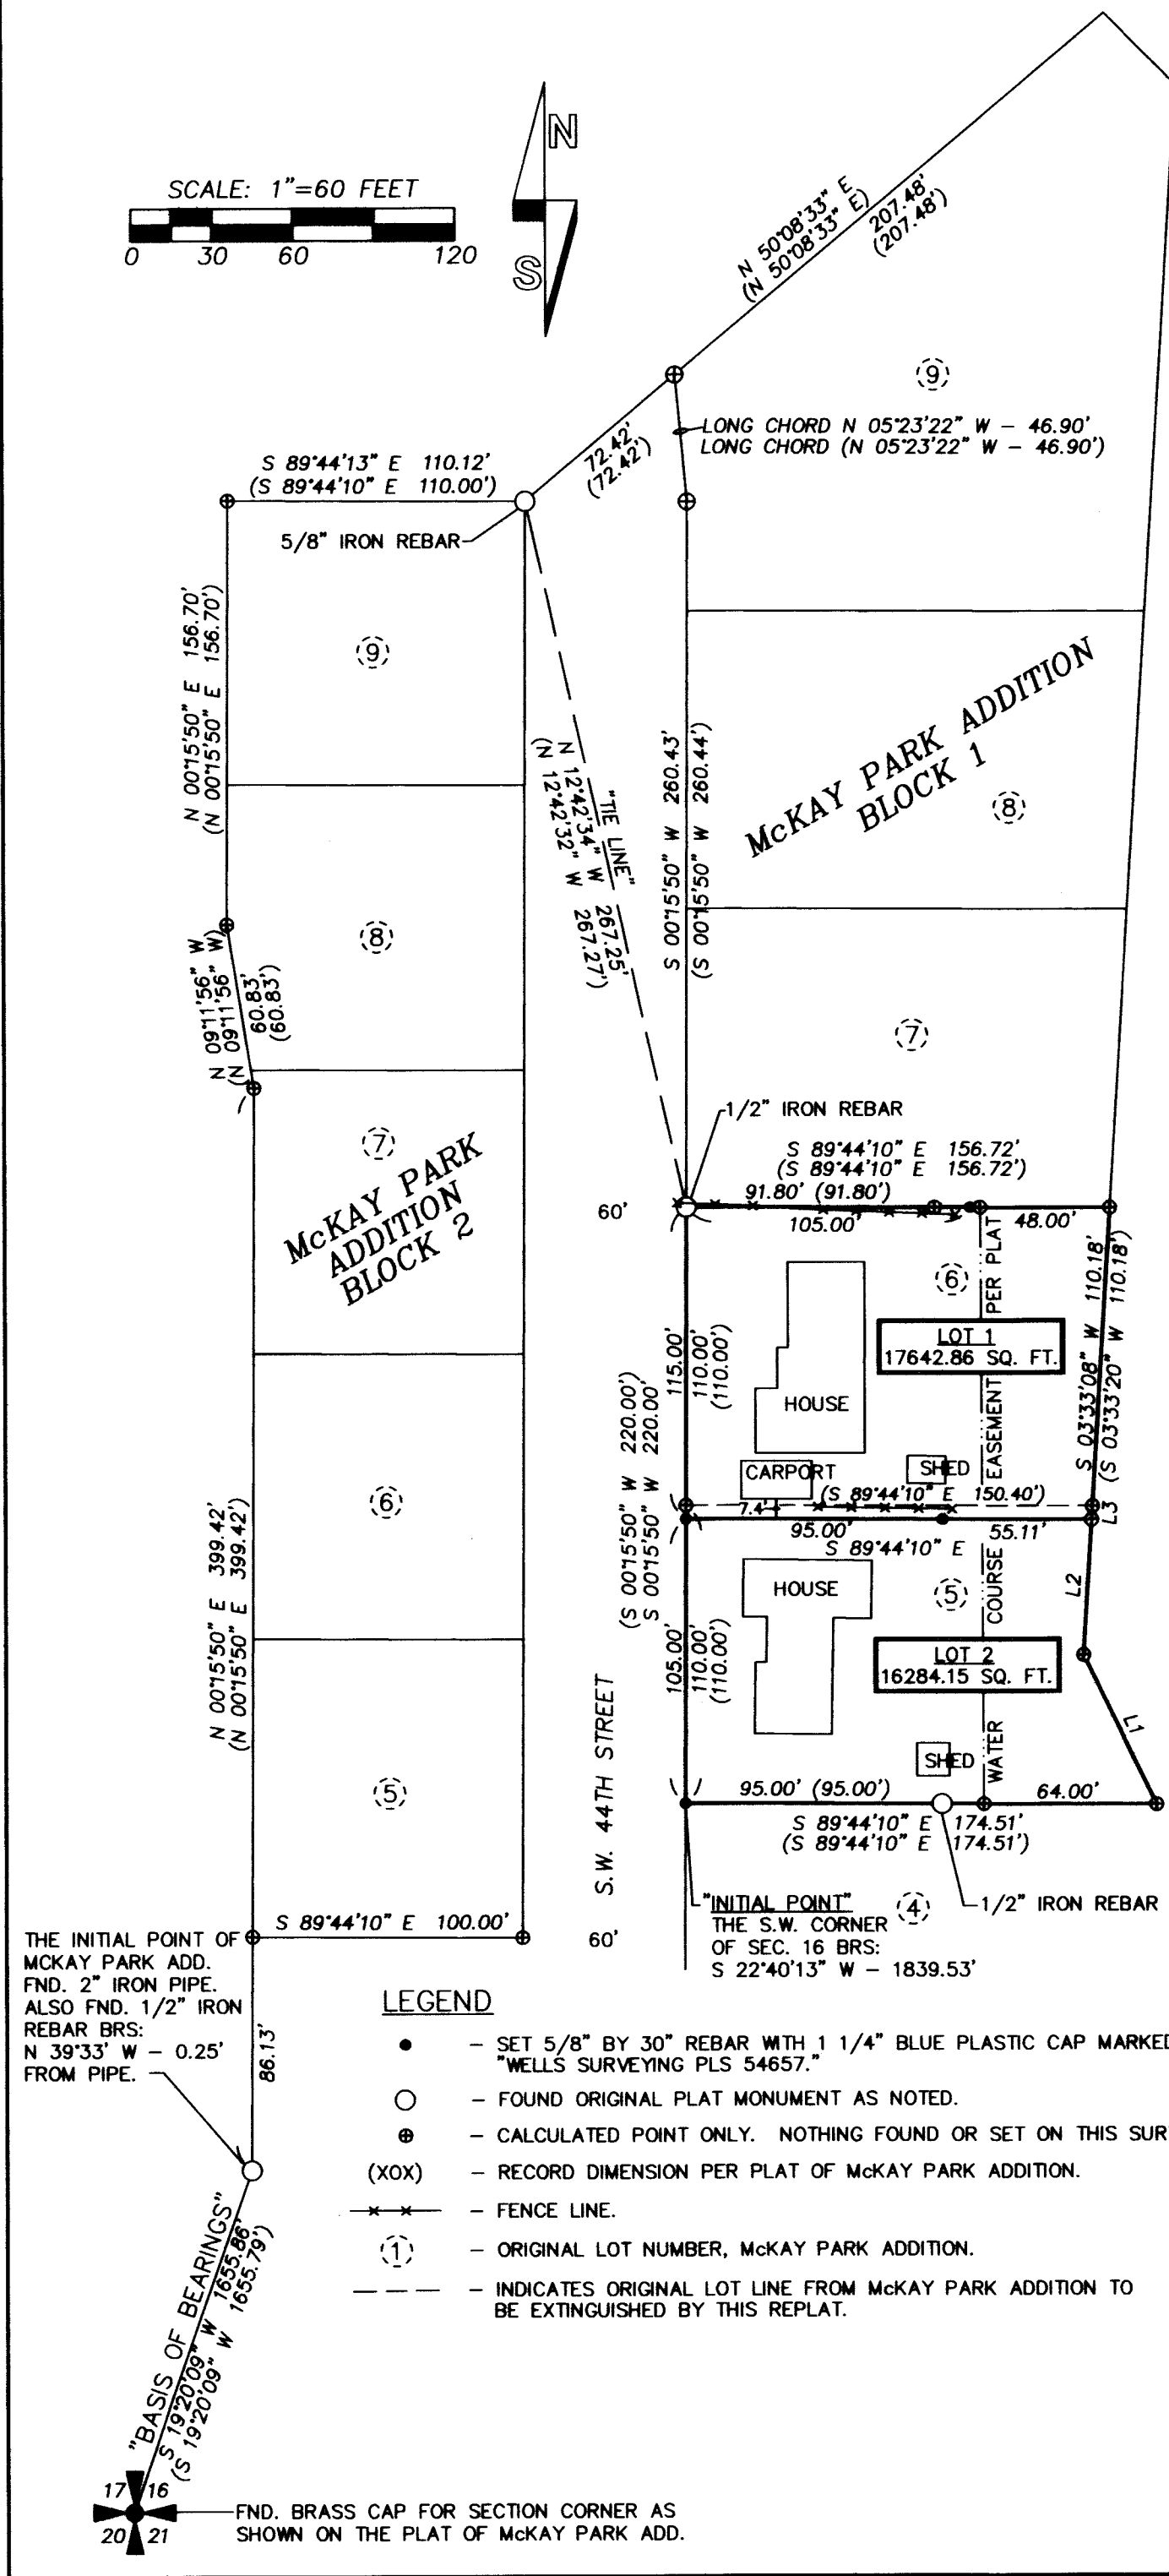 N
S
SCALE: 1"=60 FEET
0 30 60 120
N 50°08'33" E
(N 50°08'33" E)
207.48'
(207.48')
9
LONG CHORD N 05°23'22" W – 46.90'
LONG CHORD (N 05°23'22" W – 46.90')
72.42'
(72.42')
S 89°44'13" E 110.12'
(S 89°44'10" E 110.00')
5/8" IRON REBAR
N 00°15'50" E 156.70'
(N 00°15'50" E 156.70')
9
"TIE LINE"
N 12°42'34" W 267.25'
(N 12°42'32" W 267.27')
S 00°15'50" W 260.43'
(S 00°15'50" W 260.44')
McKAY PARK ADDITION
BLOCK 1
8
8
N 09°11'56" W
(N 09°11'56" W)
60.83'
(60.83')
7
7
McKAY PARK
ADDITION
BLOCK 2
1/2" IRON REBAR
S 89°44'10" E 156.72'
(S 89°44'10" E 156.72')
91.80' (91.80')
60'
105.00'
48.00'
6
WATER COURSE EASEMENT PER PLAT
LOT 1
17642.86 SQ. FT.
S 03°33'08" W 110.18'
(S 03°33'20" W 110.18')
115.00'
110.00'
(110.00')
HOUSE
(S 00°15'50" W 220.00')
S 00°15'50" W 220.00'
CARPORT
SHED
(S 89°44'10" E 150.40')
7.4'
95.00'
55.11'
L3
S 89°44'10" E
6
N 00°15'50" E 399.42'
(N 00°15'50" E 399.42')
HOUSE
5
L2
LOT 2
16284.15 SQ. FT.
105.00'
110.00'
(110.00')
L1
S.W. 44TH STREET
SHED
5
95.00' (95.00')
64.00'
S 89°44'10" E 174.51'
(S 89°44'10" E 174.51')
"INITIAL POINT"
THE S.W. CORNER
OF SEC. 16 BRS:
S 22°40'13" W – 1839.53'
4
1/2" IRON REBAR
S 89°44'10" E 100.00'
60'
THE INITIAL POINT OF
MCKAY PARK ADD.
FND. 2" IRON PIPE.
ALSO FND. 1/2" IRON
REBAR BRS:
N 39°33' W – 0.25'
FROM PIPE.
86.13'
LEGEND
– SET 5/8" BY 30" REBAR WITH 1 1/4" BLUE PLASTIC CAP MARKED
"WELLS SURVEYING PLS 54657."
– FOUND ORIGINAL PLAT MONUMENT AS NOTED.
– CALCULATED POINT ONLY. NOTHING FOUND OR SET ON THIS SUR
(XOX) – RECORD DIMENSION PER PLAT OF McKAY PARK ADDITION.
– FENCE LINE.
1 – ORIGINAL LOT NUMBER, McKAY PARK ADDITION.
– INDICATES ORIGINAL LOT LINE FROM McKAY PARK ADDITION TO
BE EXTINGUISHED BY THIS REPLAT.
"BASIS OF BEARINGS"
S 19°20'09" W 1655.86'
(S 19°20'09" W 1655.79')
17 16
20 21
FND. BRASS CAP FOR SECTION CORNER AS
SHOWN ON THE PLAT OF McKAY PARK ADD.